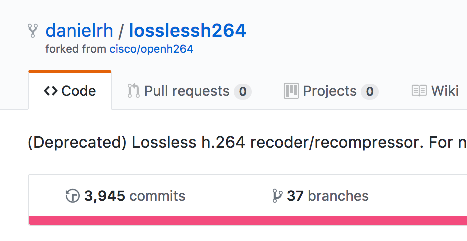 danielrh / losslessh264
forked from cisco/openh264
Code Pull requests 0 Projects 0 Wiki
(Deprecated) Lossless h.264 recoder/recompressor. For
3,945 commits 37 branches